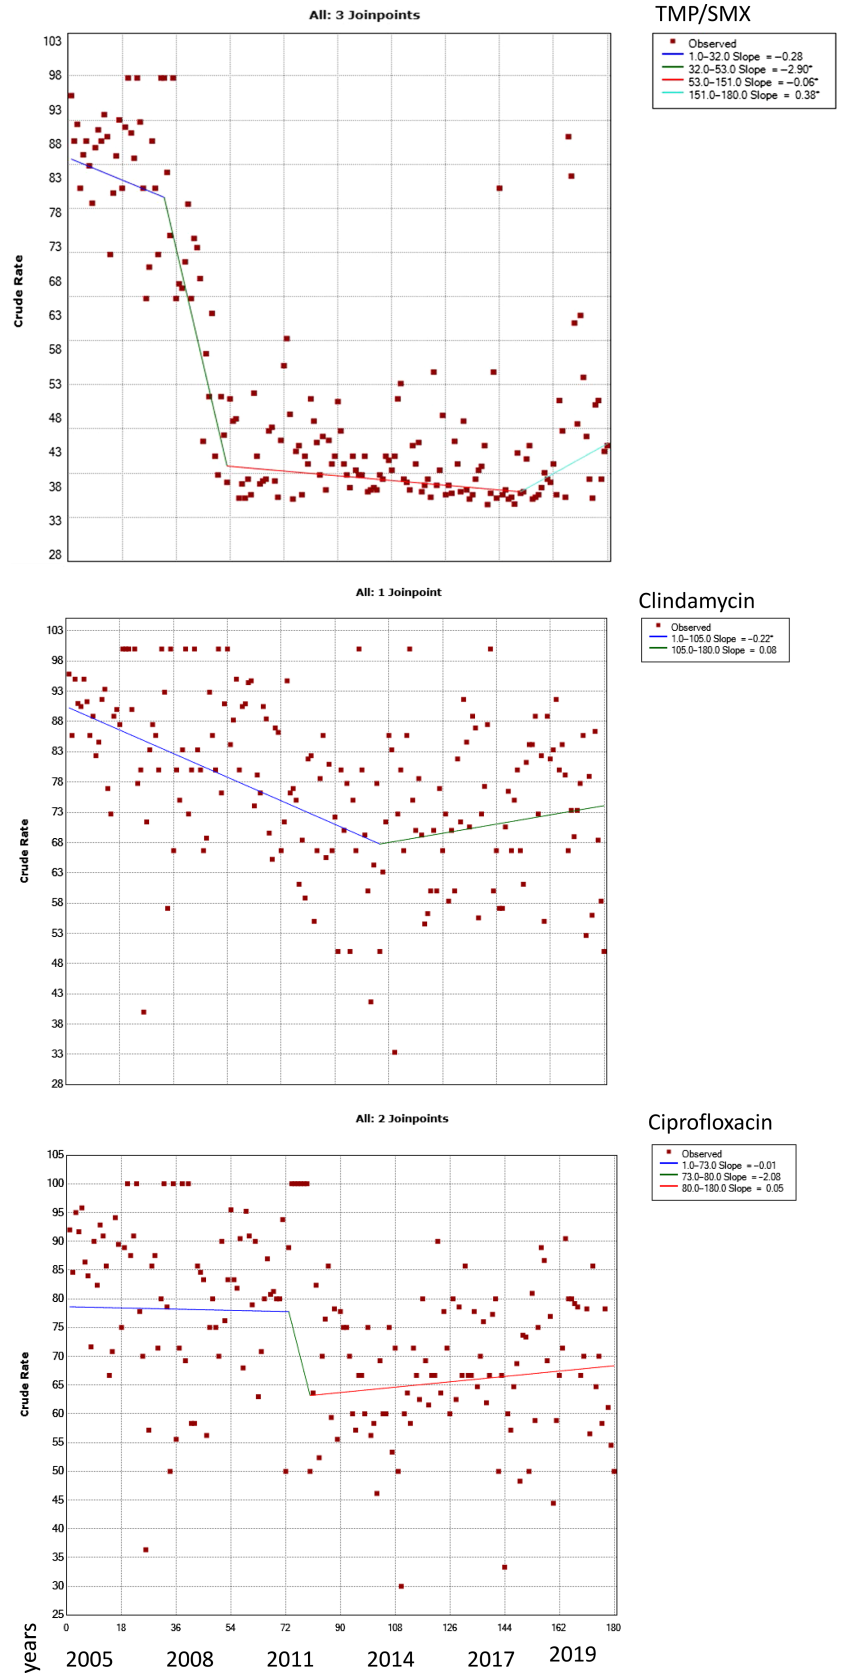 All: 3 Joinpoints
TMP/SMX
Observed
1.0–32.0 Slope = –0.28
32.0–53.0 Slope = –2.90*
53.0–151.0 Slope = –0.06*
151.0–180.0 Slope = 0.38*
Crude Rate
103
98
93
88
83
78
73
68
63
58
53
48
43
38
33
28
All: 1 Joinpoint
Clindamycin
Observed
1.0–105.0 Slope = –0.22*
105.0–180.0 Slope = 0.08
Crude Rate
103
98
93
88
83
78
73
68
63
58
53
48
43
38
33
28
All: 2 Joinpoints
Ciprofloxacin
Observed
1.0–73.0 Slope = –0.01
73.0–80.0 Slope = –2.08
80.0–180.0 Slope = 0.05
Crude Rate
105
100
95
90
85
80
75
70
65
60
55
50
45
40
35
30
25
0 18 36 54 72 90 108 126 144 162 180
years
2005 2008 2011 2014 2017 2019